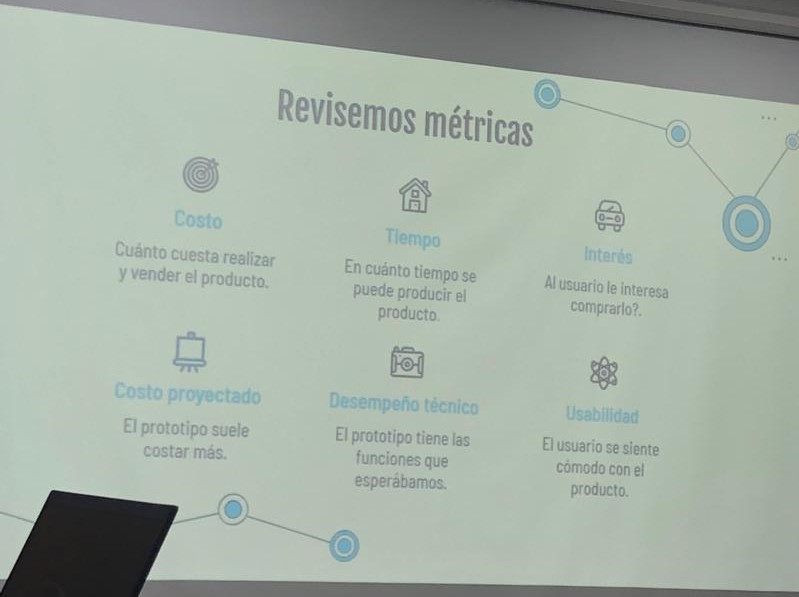 Revisemos métricas
Costo
Cuánto cuesta realizar
y vender el producto.
Tiempo
En cuánto tiempo se
puede producir el
producto.
Interés
Al usuario le interesa
comprarlo?.
Costo proyectado
El prototipo suele
costar más.
Desempeño técnico
El prototipo tiene las
funciones que
esperábamos.
Usabilidad
El usuario se siente
cómodo con el
producto.